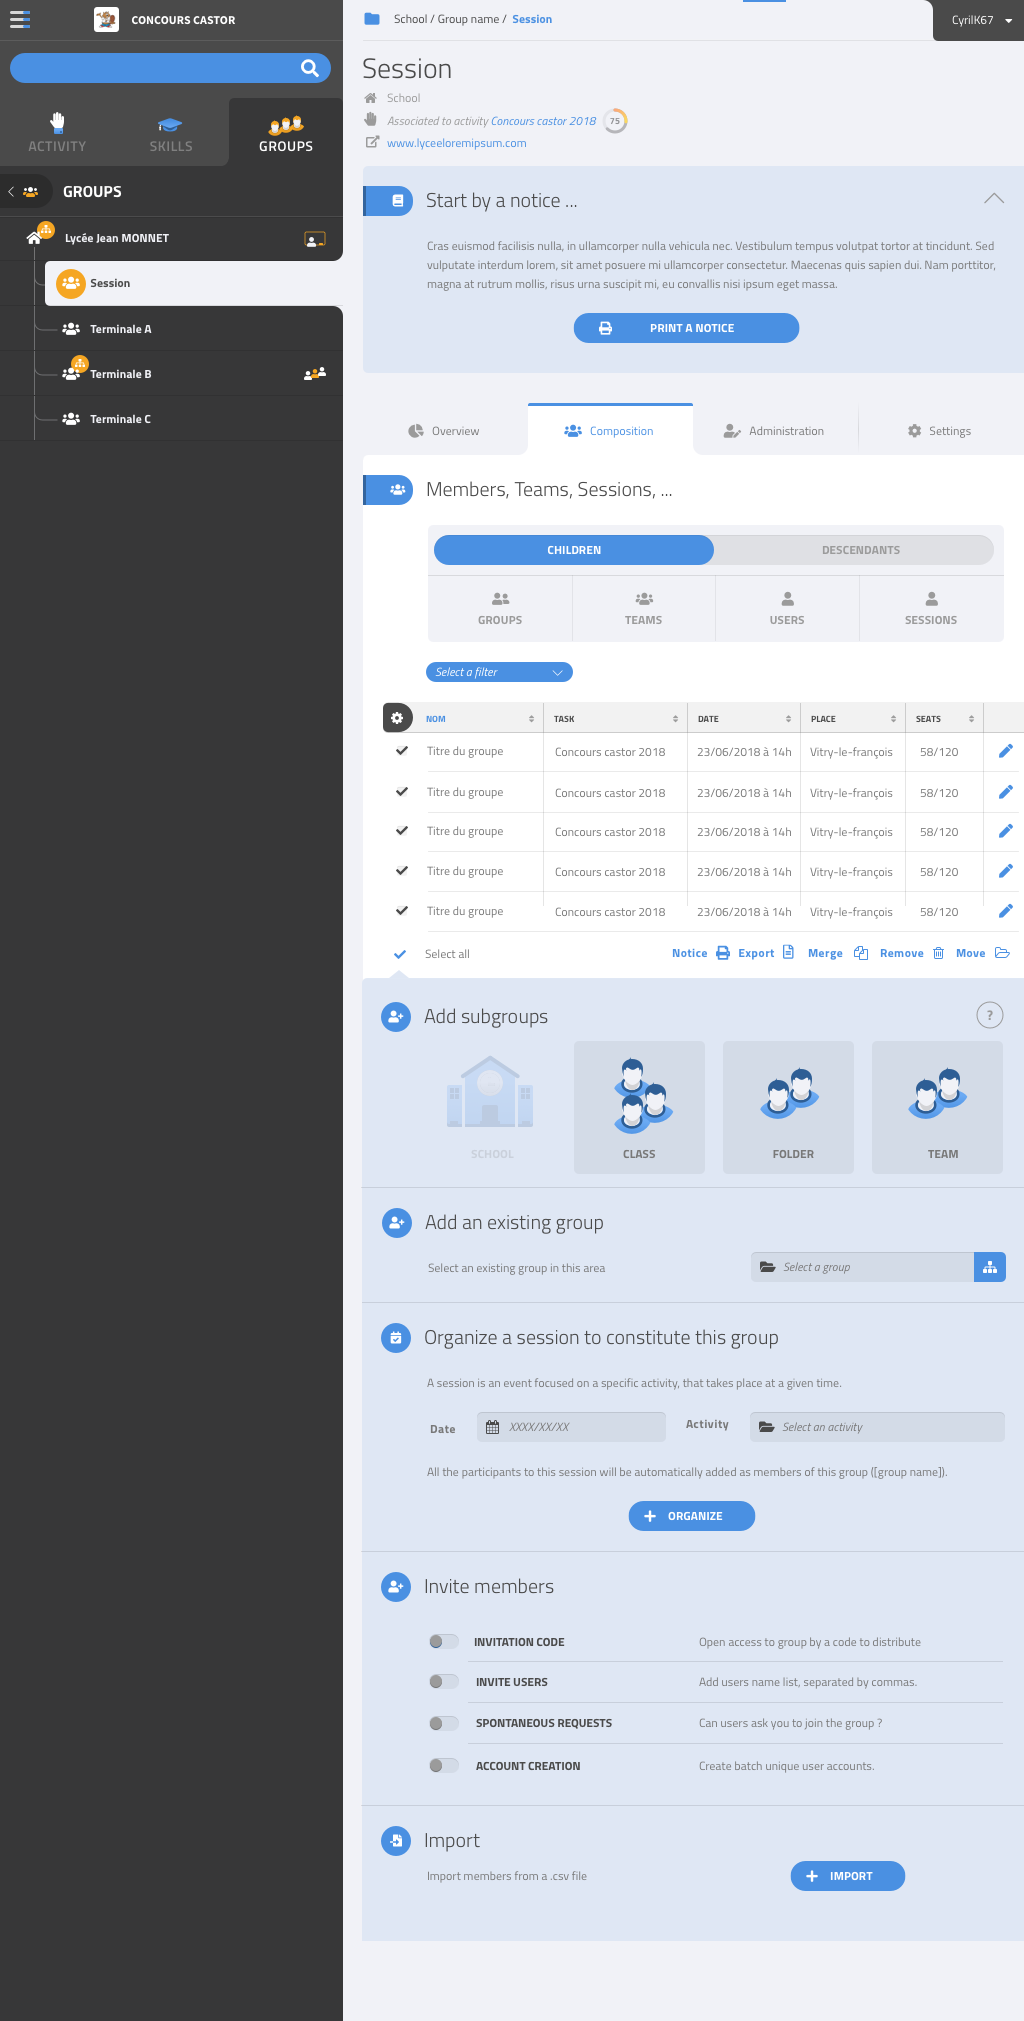 CONCOURS CASTOR
School / Group name / Session
CyrilK67
Session
School
Associated to activity Concours castor 2018 75
www.lyceeloremipsum.com
ACTIVITY
SKILLS
GROUPS
GROUPS
Lycée Jean MONNET
Session
Terminale A
Terminale B
Terminale C
Start by a notice ...
Cras euismod facilisis nulla, in ullamcorper nulla vehicula nec. Vestibulum tempus volutpat tortor at tincidunt. Sed
vulputate interdum lorem, sit amet posuere mi ullamcorper consectetur. Maecenas quis sapien dui. Nam porttitor,
magna at rutrum mollis, risus urna suscipit mi, eu convallis nisi ipsum eget massa.
PRINT A NOTICE
Overview Composition Administration Settings
Members, Teams, Sessions, ...
CHILDREN DESCENDANTS
GROUPS TEAMS USERS SESSIONS
Select a filter
NOM TASK DATE PLACE SEATS
Titre du groupe Concours castor 2018 23/06/2018 à 14h Vitry-le-françois 58/120
Titre du groupe Concours castor 2018 23/06/2018 à 14h Vitry-le-françois 58/120
Titre du groupe Concours castor 2018 23/06/2018 à 14h Vitry-le-françois 58/120
Titre du groupe Concours castor 2018 23/06/2018 à 14h Vitry-le-françois 58/120
Titre du groupe Concours castor 2018 23/06/2018 à 14h Vitry-le-françois 58/120
Select all Notice Export Merge Remove Move
Add subgroups ?
SCHOOL CLASS FOLDER TEAM
Add an existing group
Select an existing group in this area Select a group
Organize a session to constitute this group
A session is an event focused on a specific activity, that takes place at a given time.
Date XXXX/XX/XX Activity Select an activity
All the participants to this session will be automatically added as members of this group ([group name]).
ORGANIZE
Invite members
INVITATION CODE Open access to group by a code to distribute
INVITE USERS Add users name list, separated by commas.
SPONTANEOUS REQUESTS Can users ask you to join the group ?
ACCOUNT CREATION Create batch unique user accounts.
Import
Import members from a .csv file IMPORT